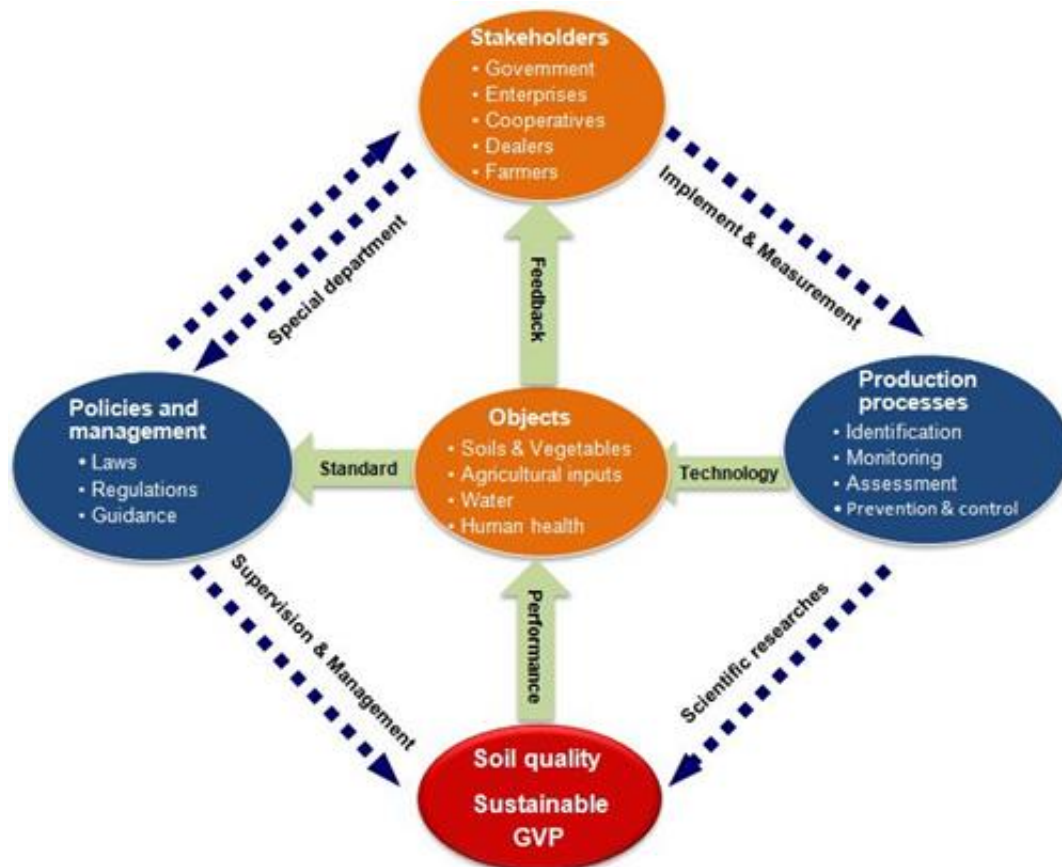 Stakeholders
• Government
• Enterprises
• Cooperatives
• Dealers
• Farmers
Special department
Implement & Measurement
Feedback
Policies and
management
• Laws
• Regulations
• Guidance
Standard
Objects
• Soils & Vegetables
• Agricultural inputs
• Water
• Human health
Technology
Production
processes
• Identification
• Monitoring
• Assessment
• Prevention & control
Supervision & Management
Performance
Scientific researches
Soil quality
Sustainable
GVP